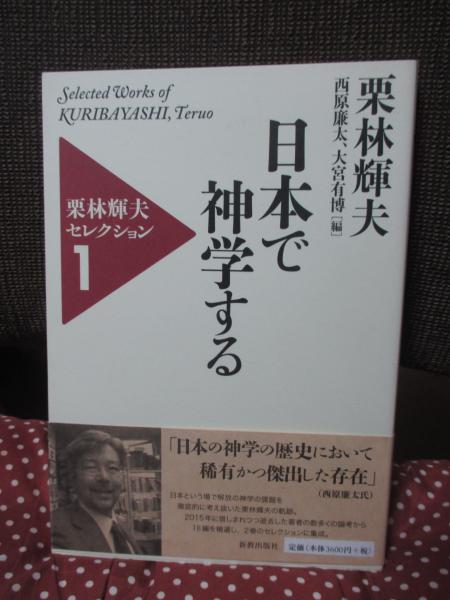 Selected Works of
KURIBAYASHI, Teruo
栗林輝夫
西原廉太、大宮有博[編]
日本で
神学する
栗林輝夫
セレクション
1
「日本の神学の歴史において
稀有かつ傑出した存在」
(西原廉太氏)
日本という場で解放の神学の課題を
徹底的に考え抜いた栗林輝夫の軌跡。
2015年に惜しまれつつ逝去した著者の数多くの論考から
18編を精選し、2巻のセレクションに集成。
新教出版社
定価(本体3600円+税)